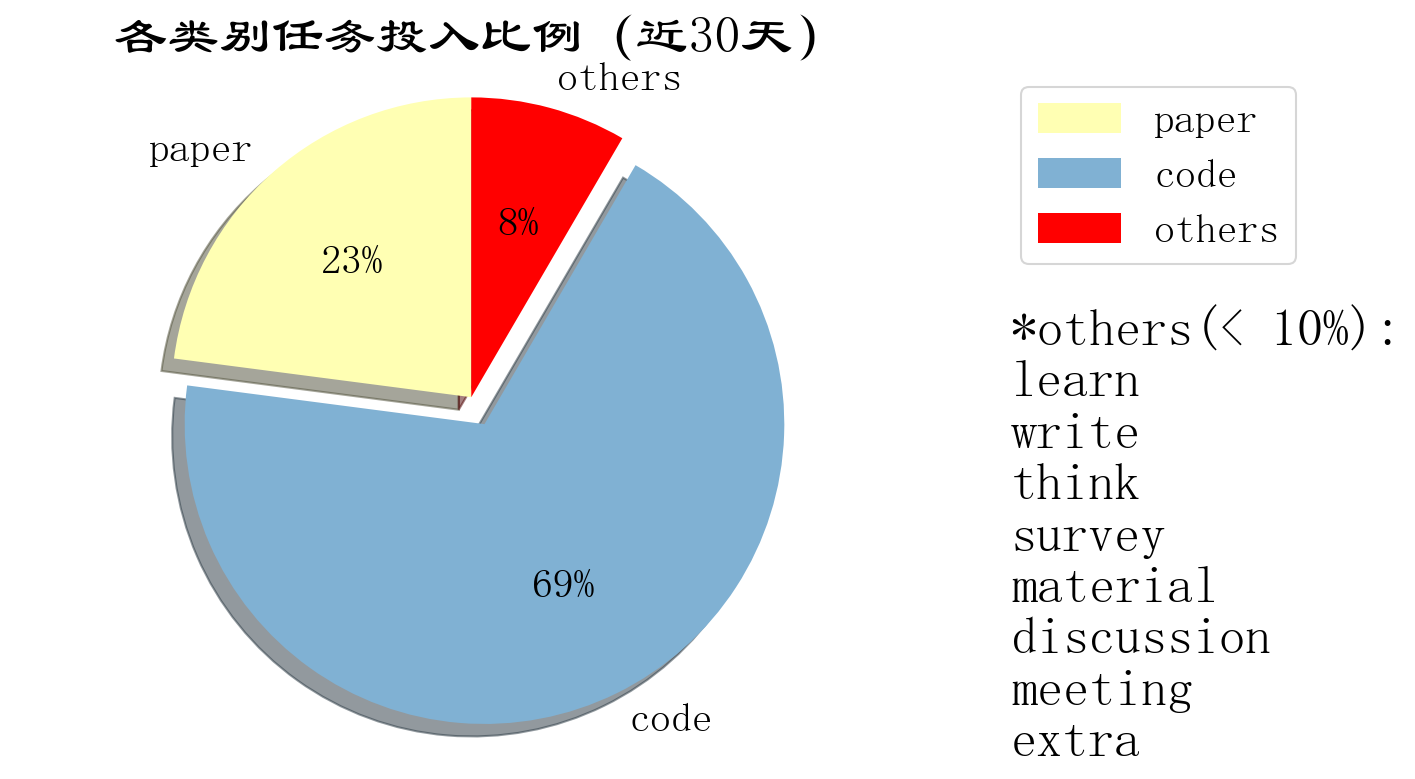 各类别任务投入比例 (近30天)
others
paper
8%
23%
69%
code
paper
code
others
*others(< 10%):
learn
write
think
survey
material
discussion
meeting
extra